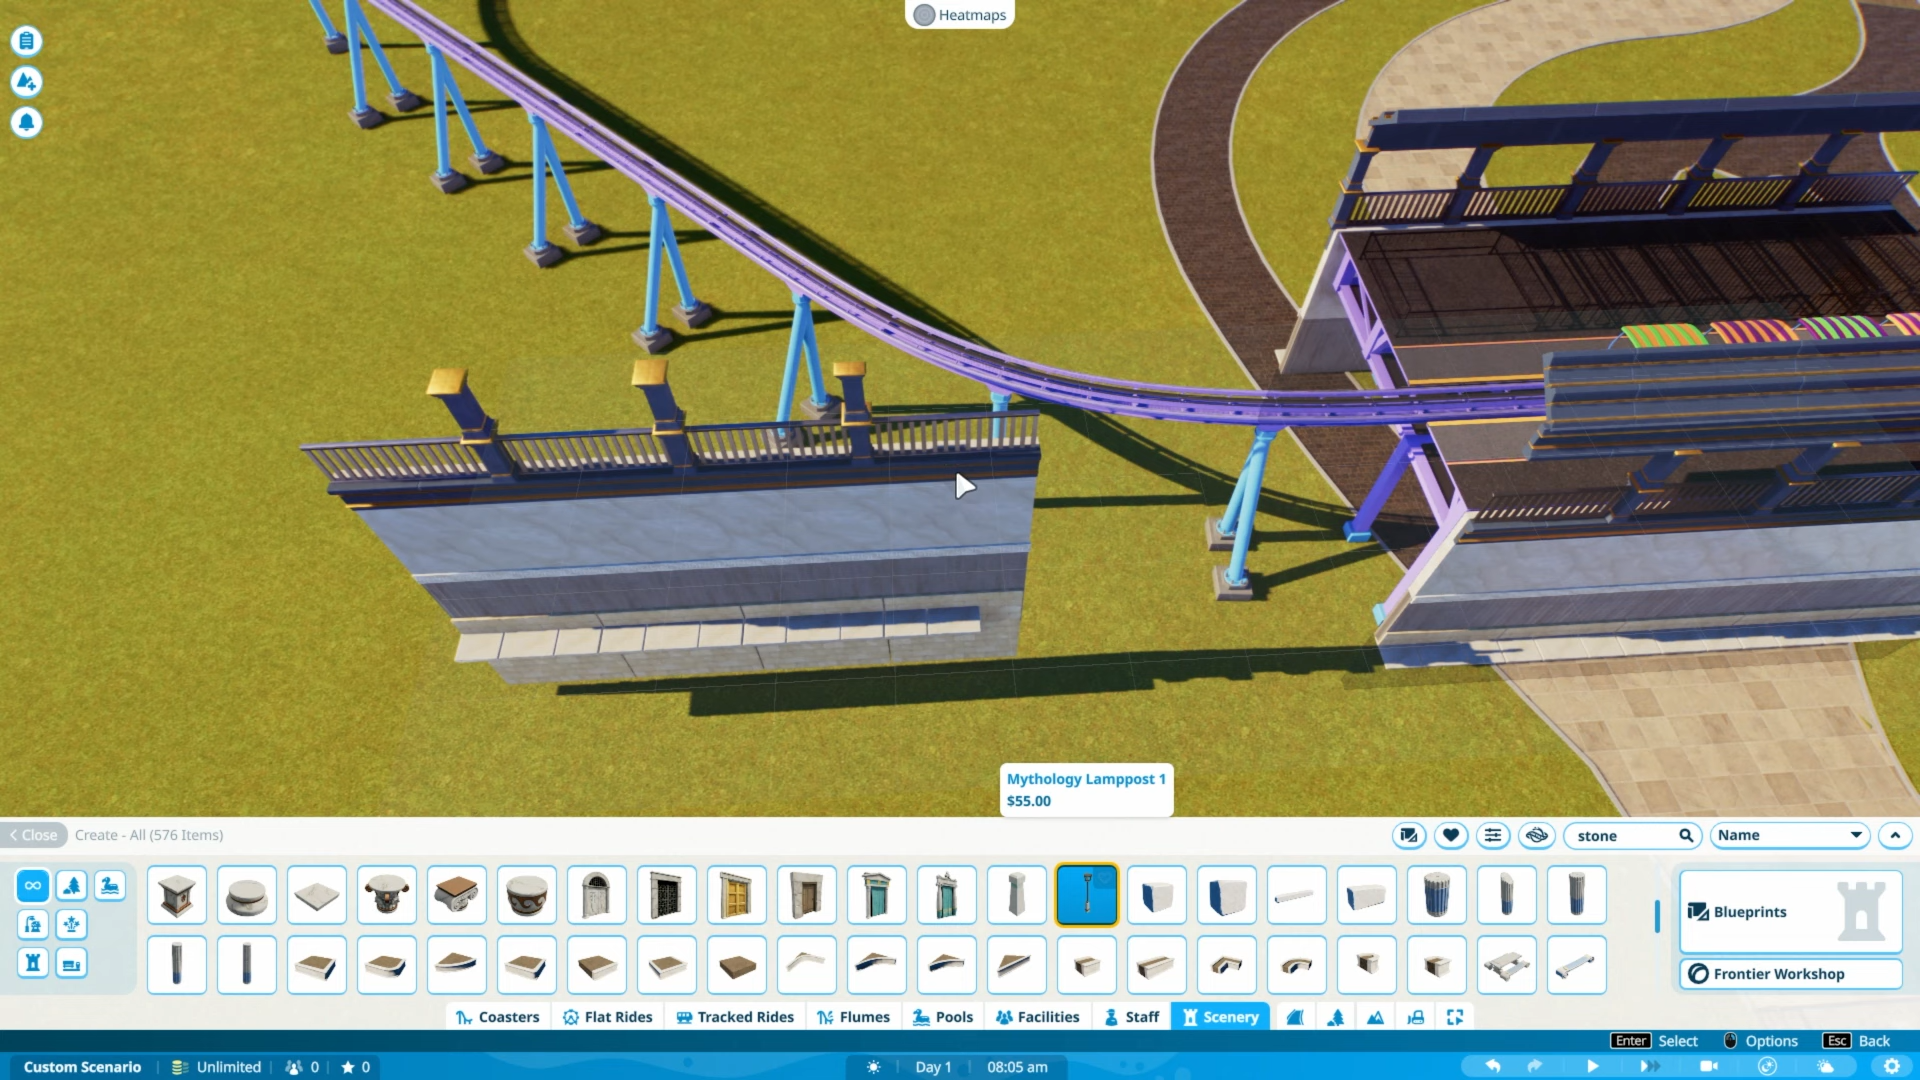 Heatmaps
Mythology Lamppost 1
$55.00
Close
Create - All (576 Items)
stone
Name
Blueprints
Frontier Workshop
Coasters
Flat Rides
Tracked Rides
Flumes
Pools
Facilities
Staff
Scenery
Enter Select
Options
Esc Back
Custom Scenario
Unlimited
0
0
Day 1
08:05 am